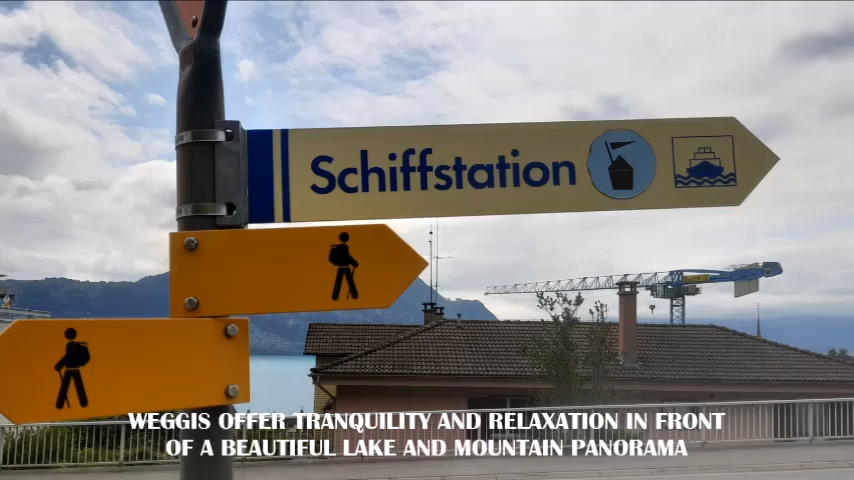 Schiffstation
WEGGIS OFFER TRANQUILITY AND RELAXATION IN FRONT
OF A BEAUTIFUL LAKE AND MOUNTAIN PANORAMA